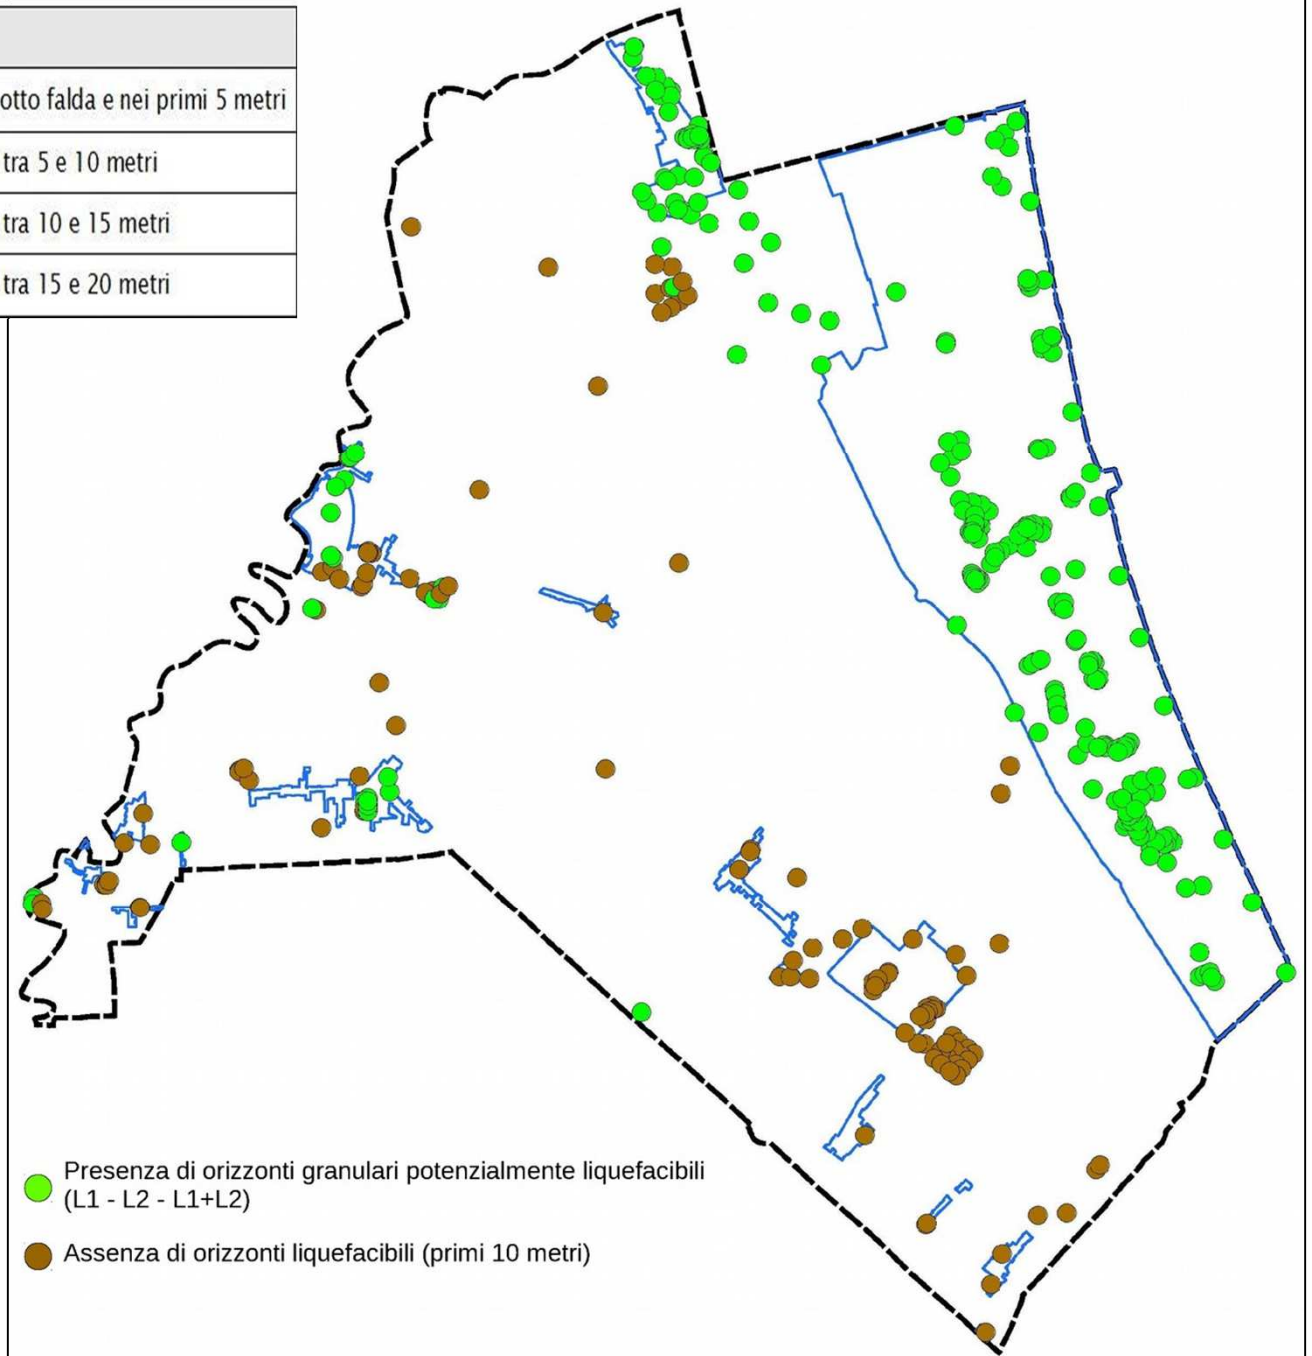 otto falda e nei primi 5 metri
tra 5 e 10 metri
tra 10 e 15 metri
tra 15 e 20 metri
Presenza di orizzonti granulari potenzialmente liquefacibili
(L1 - L2 - L1+L2)
Assenza di orizzonti liquefacibili (primi 10 metri)